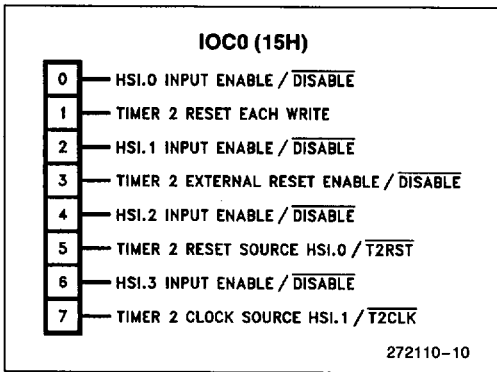 IOC0 (15H)
0 HSI.0 INPUT ENABLE / DISABLE
1 TIMER 2 RESET EACH WRITE
2 HSI.1 INPUT ENABLE / DISABLE
3 TIMER 2 EXTERNAL RESET ENABLE / DISABLE
4 HSI.2 INPUT ENABLE / DISABLE
5 TIMER 2 RESET SOURCE HSI.0 / T2RST
6 HSI.3 INPUT ENABLE / DISABLE
7 TIMER 2 CLOCK SOURCE HSI.1 / T2CLK
272110-10